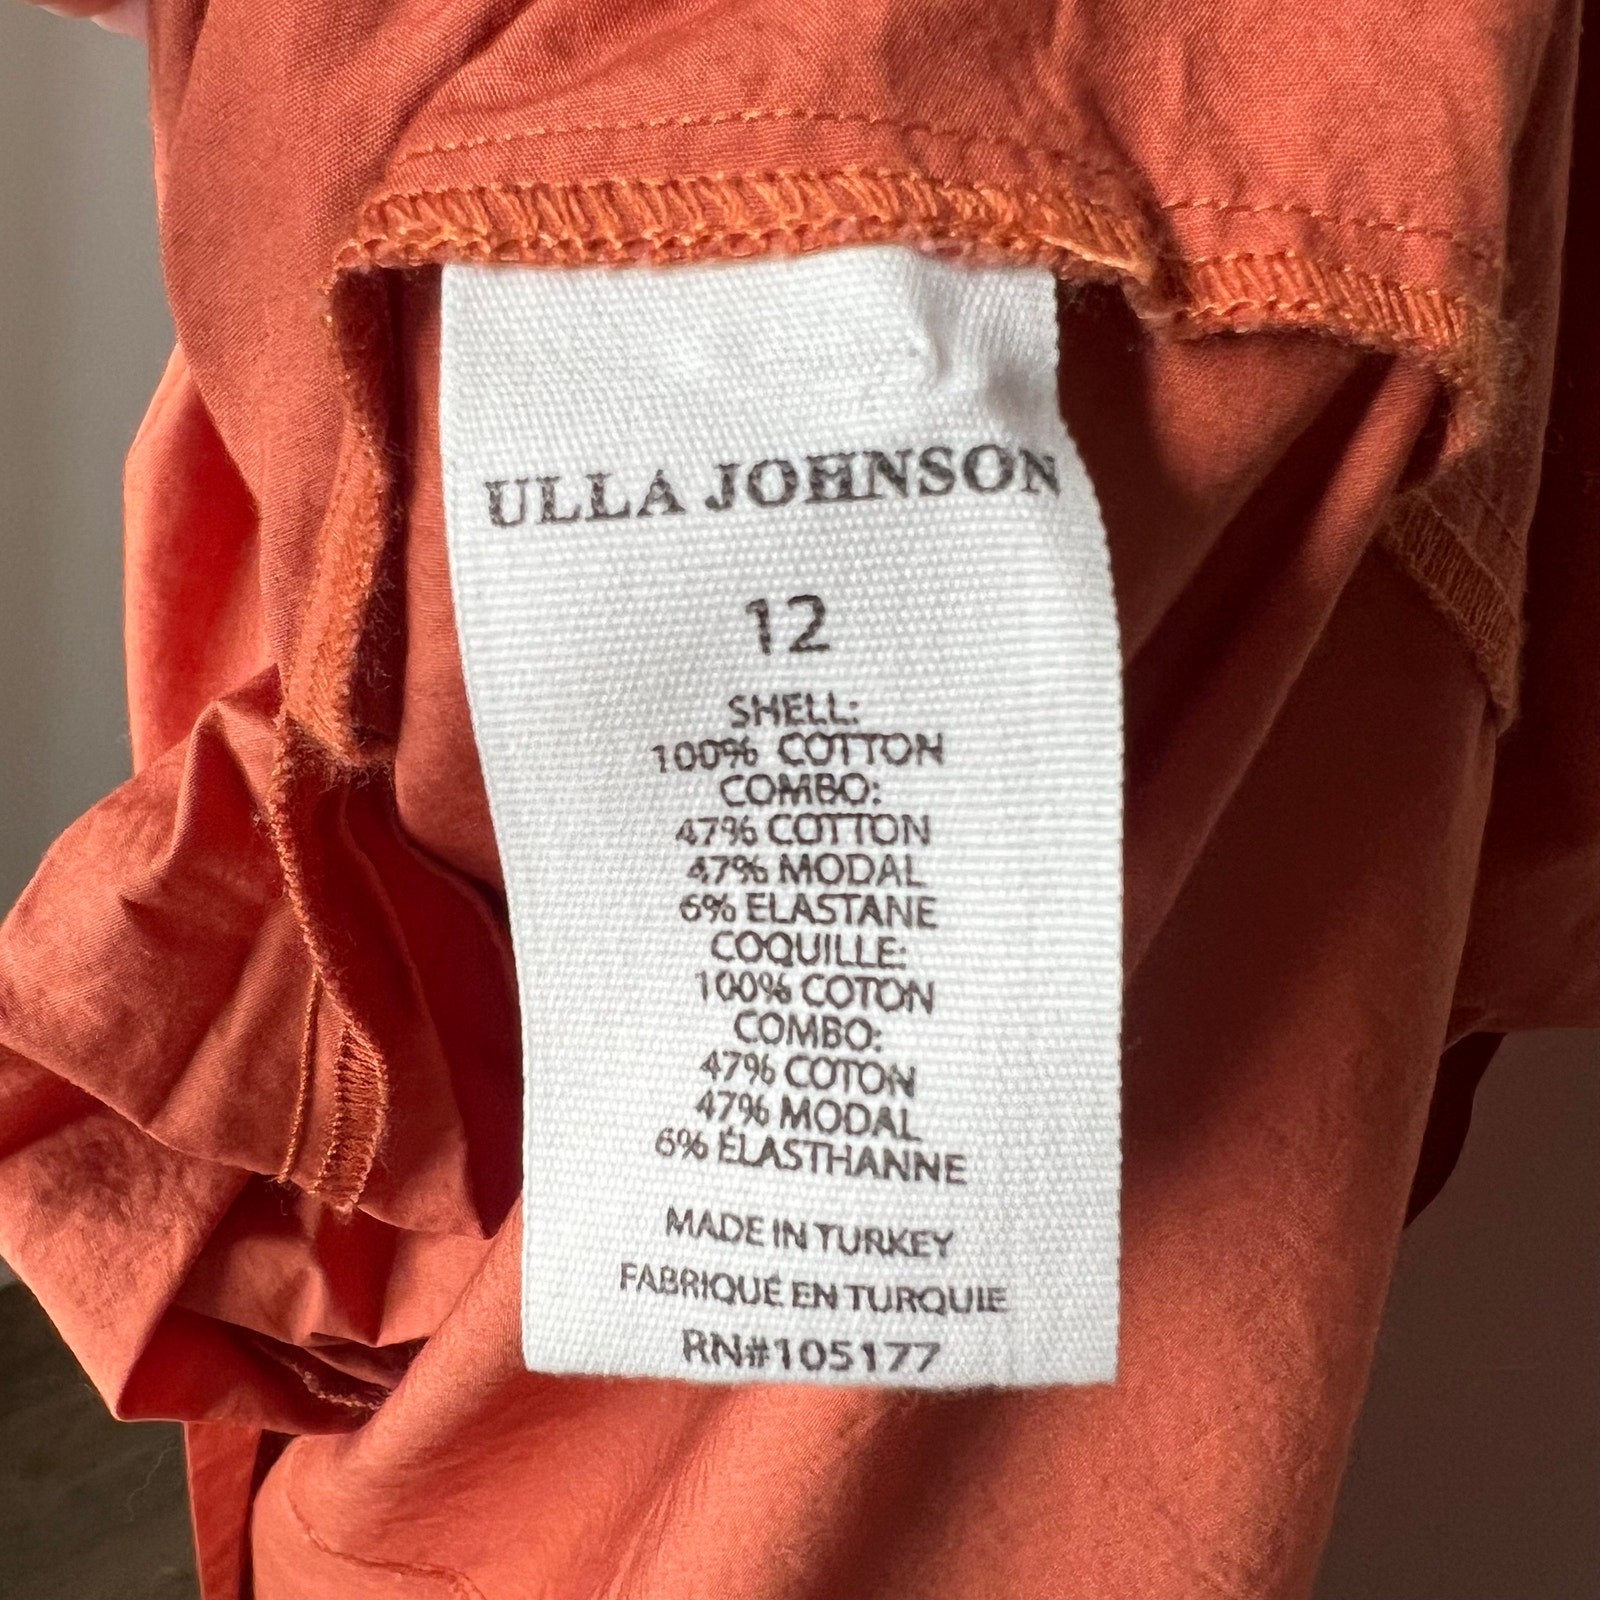 ULLA JOHNSON
12
SHELL:
100% COTTON
COMBO:
47% COTTON
47% MODAL
6% ELASTANE
COQUILLE:
100% COTON
COMBO:
47% COTON
47% MODAL
6% ÉLASTHANNE
MADE IN TURKEY
FABRIQUÉ EN TURQUIE
RN#105177